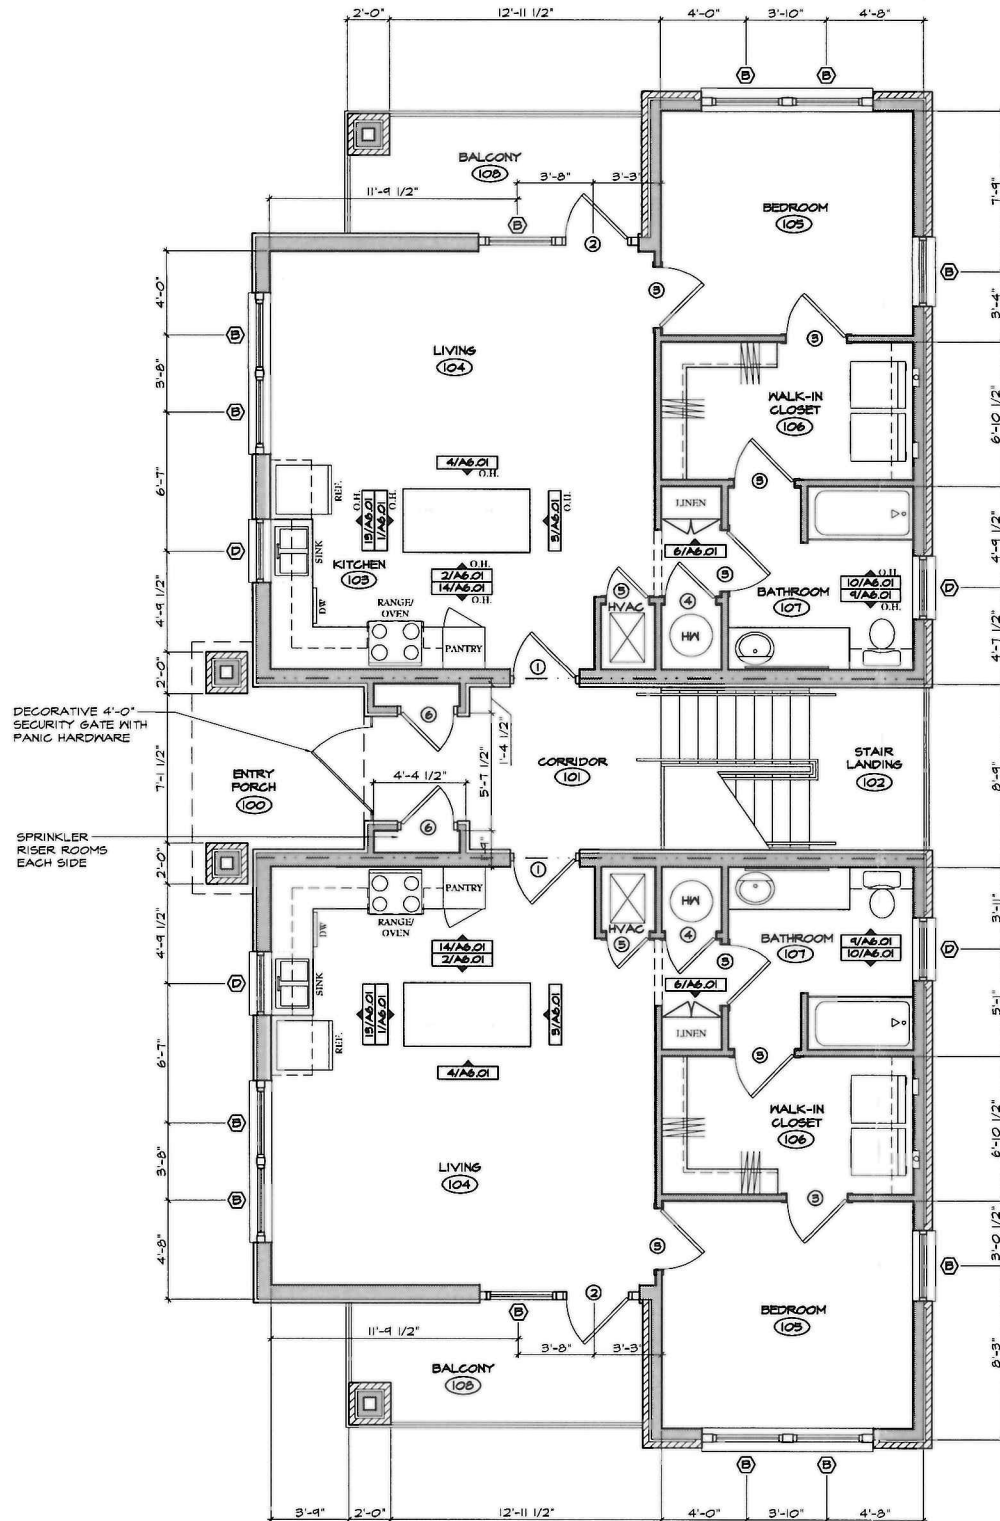 2'-0" 12'-11 1/2" 4'-0" 3'-10" 4'-8"
B B
BALCONY
108
3'-8" 3'-3"
11'-9 1/2"
7'-9"
BEDROOM
105
B 2
B
4'-0"
3
3'-4"
B
3
3'-8"
LIVING
104
WALK-IN
CLOSET
106
6'-10 1/2"
B
6'-7"
4/A6.01
O.H.
3
REF.
O.H.
13/A6.01
1/A6.01
O.H.
3/A6.01
O.H.
LINEN
D
SINK
6/A6.01
4'-9 1/2"
KITCHEN
103
O.H.
2/A6.01
14/A6.01
O.H.
3
O.H.
10/A6.01
9/A6.01
O.H.
D
4'-9 1/2"
DW
RANGE/
OVEN
5
HVAC
4
BATHROOM
107
HW
4'-7 1/2"
PANTRY
2'-0"
1
DECORATIVE 4'-0"
SECURITY GATE WITH
PANIC HARDWARE
6
1'-4 1/2"
7'-1 1/2"
ENTRY
PORCH
100
4'-4 1/2"
5'-7 1/2"
CORRIDOR
101
STAIR
LANDING
102
8'-9"
SPRINKLER
RISER ROOMS
EACH SIDE
6
2'-0"
1
PANTRY
RANGE/
OVEN
HW
3'-11"
4'-9 1/2"
DW
14/A6.01
2/A6.01
HVAC
5
4
3
BATHROOM
107
9/A6.01
10/A6.01
D
D
SINK
6/A6.01
13/A6.01
1/A6.01
3/A6.01
5'-1"
REF.
LINEN
6'-7"
3
4/A6.01
B
WALK-IN
CLOSET
106
6'-10 1/2"
3'-8"
LIVING
104
B
3
3'-0 1/2"
3
4'-8"
B
2
B
BEDROOM
105
11'-9 1/2"
3'-8" 3'-3"
8'-3"
BALCONY
108
B B
3'-9" 2'-0" 12'-11 1/2" 4'-0" 3'-10" 4'-8"